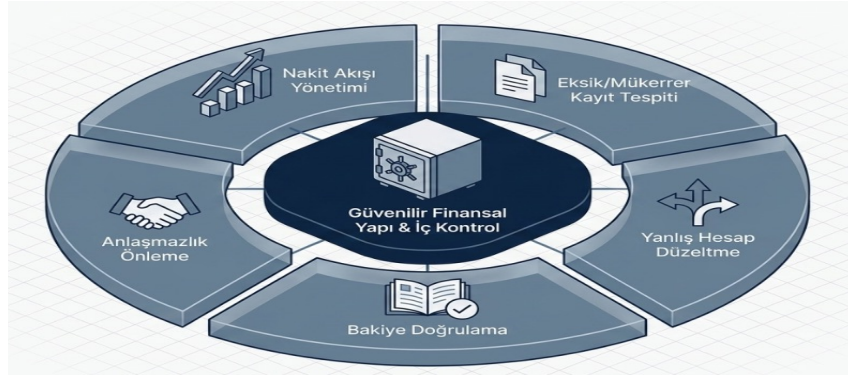 Nakit Akışı
Yönetimi
Eksik/Mükerrer
Kayıt Tespiti
Güvenilir Finansal
Yapı & İç Kontrol
Anlaşmazlık
Önleme
Yanlış Hesap
Düzeltme
Bakiye Doğrulama